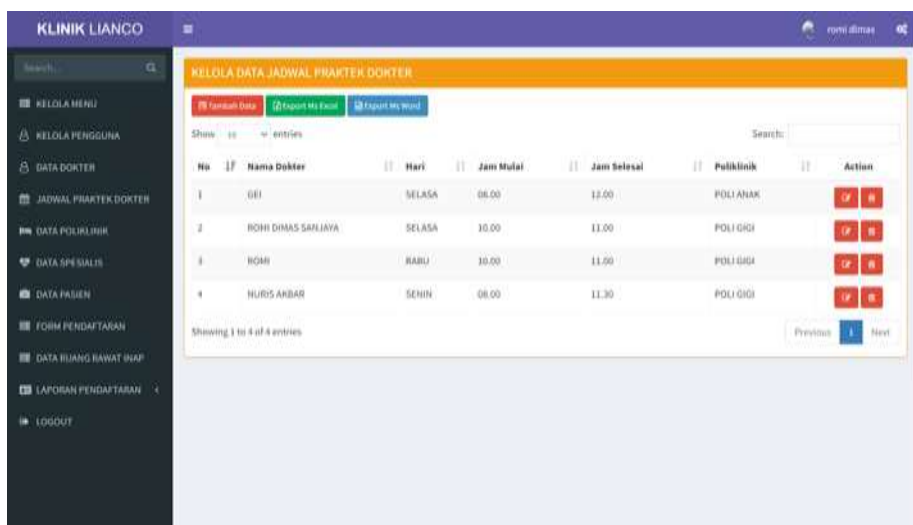 KLINIK LIANCO
romi dimas
Search...
KELOLA MENU
KELOLA PENGGUNA
DATA DOKTER
JADWAL PRAKTEK DOKTER
DATA POLIKLINIK
DATA SPESIALIS
DATA PASIEN
FORM PENDAFTARAN
DATA RUANG RAWAT INAP
LAPORAN PENDAFTARAN
LOGOUT
KELOLA DATA JADWAL PRAKTEK DOKTER
Tambah Data Export Ms Excel Export Ms Word
Show 10 entries Search:
No Nama Dokter Hari Jam Mulai Jam Selesai Poliklinik Action
1 GEI SELASA 08.00 12.00 POLI ANAK
2 ROMI DIMAS SANJAYA SELASA 10.00 11.00 POLI GIGI
3 ROMI RABU 10.00 11.00 POLI GIGI
4 NURIS AKBAR SENIN 08.00 11.30 POLI GIGI
Showing 1 to 4 of 4 entries Previous 1 Next